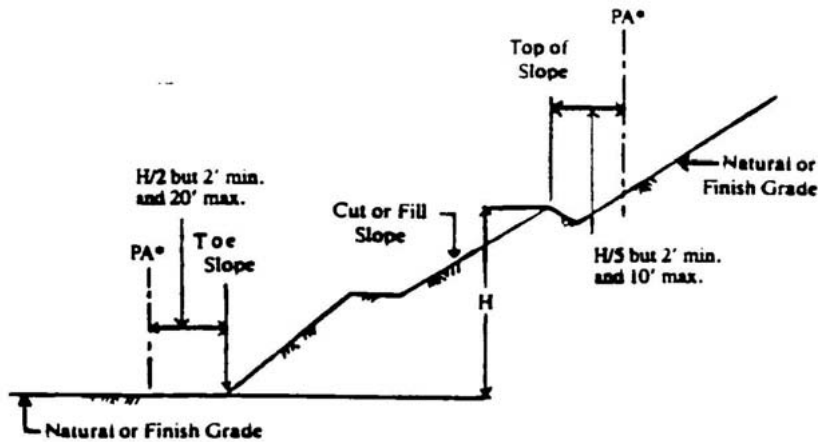 PA*
Top of
Slope
Natural or
Finish Grade
H/2 but 2' min.
and 20' max.
Cut or Fill
Slope
Toe
Slope
PA*
H/5 but 2' min.
and 10' max.
H
Natural or Finish Grade